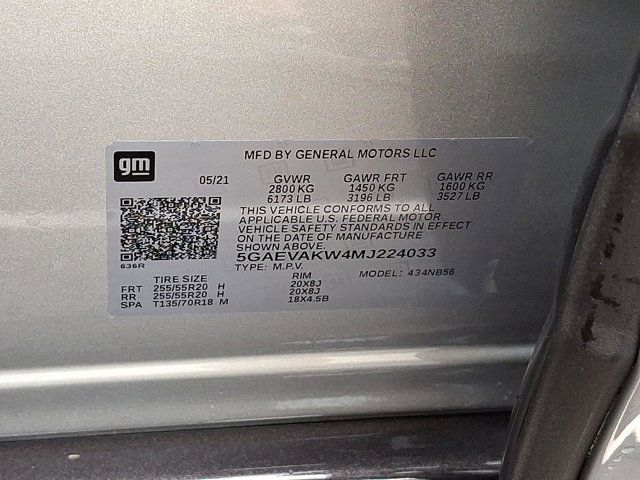 gm
MFD BY GENERAL MOTORS LLC
05/21 GVWR GAWR FRT GAWR RR
2800 KG 1450 KG 1600 KG
6173 LB 3196 LB 3527 LB
THIS VEHICLE CONFORMS TO ALL
APPLICABLE U.S. FEDERAL MOTOR
VEHICLE SAFETY STANDARDS IN EFFECT
ON THE DATE OF MANUFACTURE
SHOWN ABOVE.
5GAEVAKW4MJ224033
636R
TYPE: M.P.V. MODEL: 434NB56
TIRE SIZE RIM
FRT 255/55R20 H 20X8J
RR 255/55R20 H 20X8J
SPA T135/70R18 M 18X4.5B